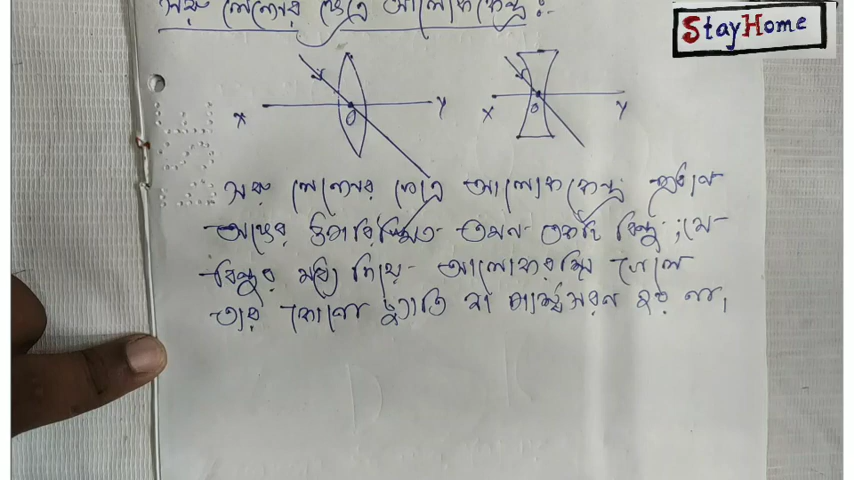 সরু লেন্সের ক্ষেত্রে আলোককেন্দ্র :-
StayHome
X O Y
X O Y
সরু লেন্সের ক্ষেত্রে আলোককেন্দ্র প্রধান
অক্ষের উপরিস্থিত এমন একটি বিন্দু ; যে
বিন্দুর মধ্যে দিয়ে আলোকরশ্মি গেলে
তার কোনো চ্যুতি বা পার্শ্বসরণ হয় না।